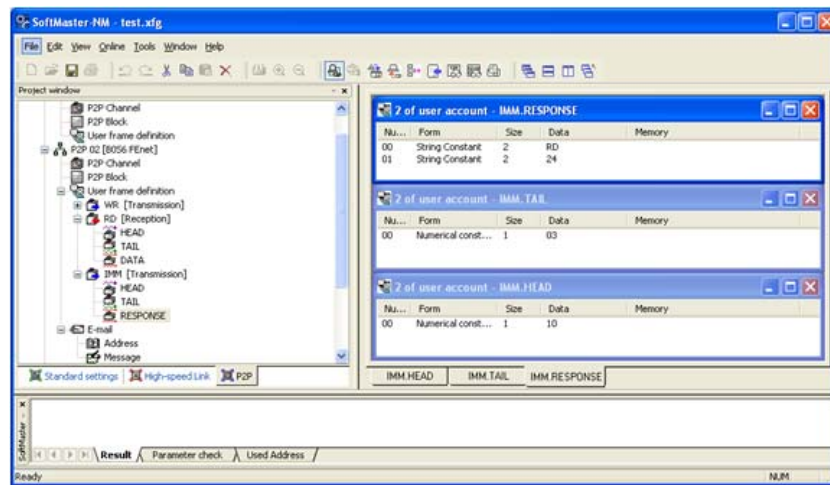 SoftMaster-NM - test.xfg
File Edit View Online Tools Window Help
Project window
P2P Channel
P2P Block
User frame definition
P2P 02 [B0S6 FEnet]
P2P Channel
P2P Block
User frame definition
WR [Transmission]
RD [Reception]
HEAD
TAIL
DATA
IMM [Transmission]
HEAD
TAIL
RESPONSE
E-mail
Address
Message
Standard settings High-speed Link P2P
2 of user account - IMM.RESPONSE
Nu... Form Size Data Memory
00 String Constant 2 RD
01 String Constant 2 24
2 of user account - IMM.TAIL
Nu... Form Size Data Memory
00 Numerical const... 1 03
2 of user account - IMM.HEAD
Nu... Form Size Data Memory
00 Numerical const... 1 10
IMM.HEAD IMM.TAIL IMM.RESPONSE
SoftMaster -
Result Parameter check Used Address
Ready NUM